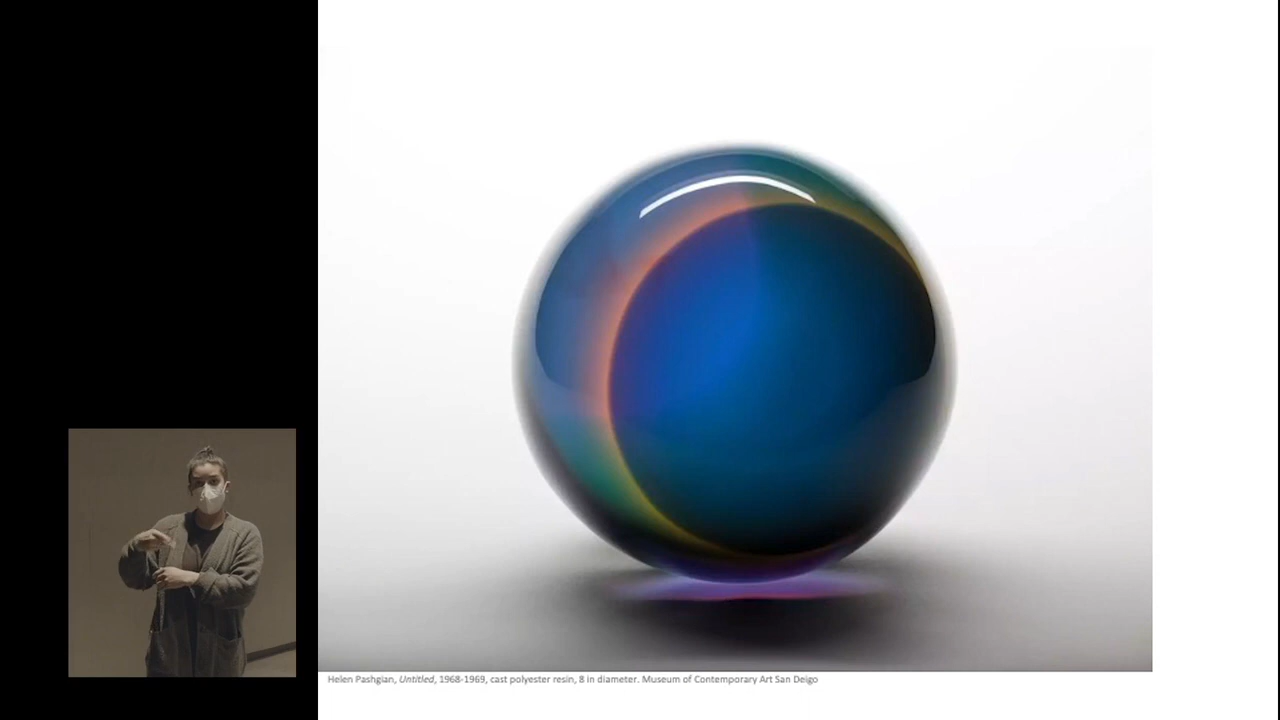 Helen Pashgian, Untitled, 1968-1969, cast polyester resin, 8 in diameter. Museum of Contemporary Art San Deigo